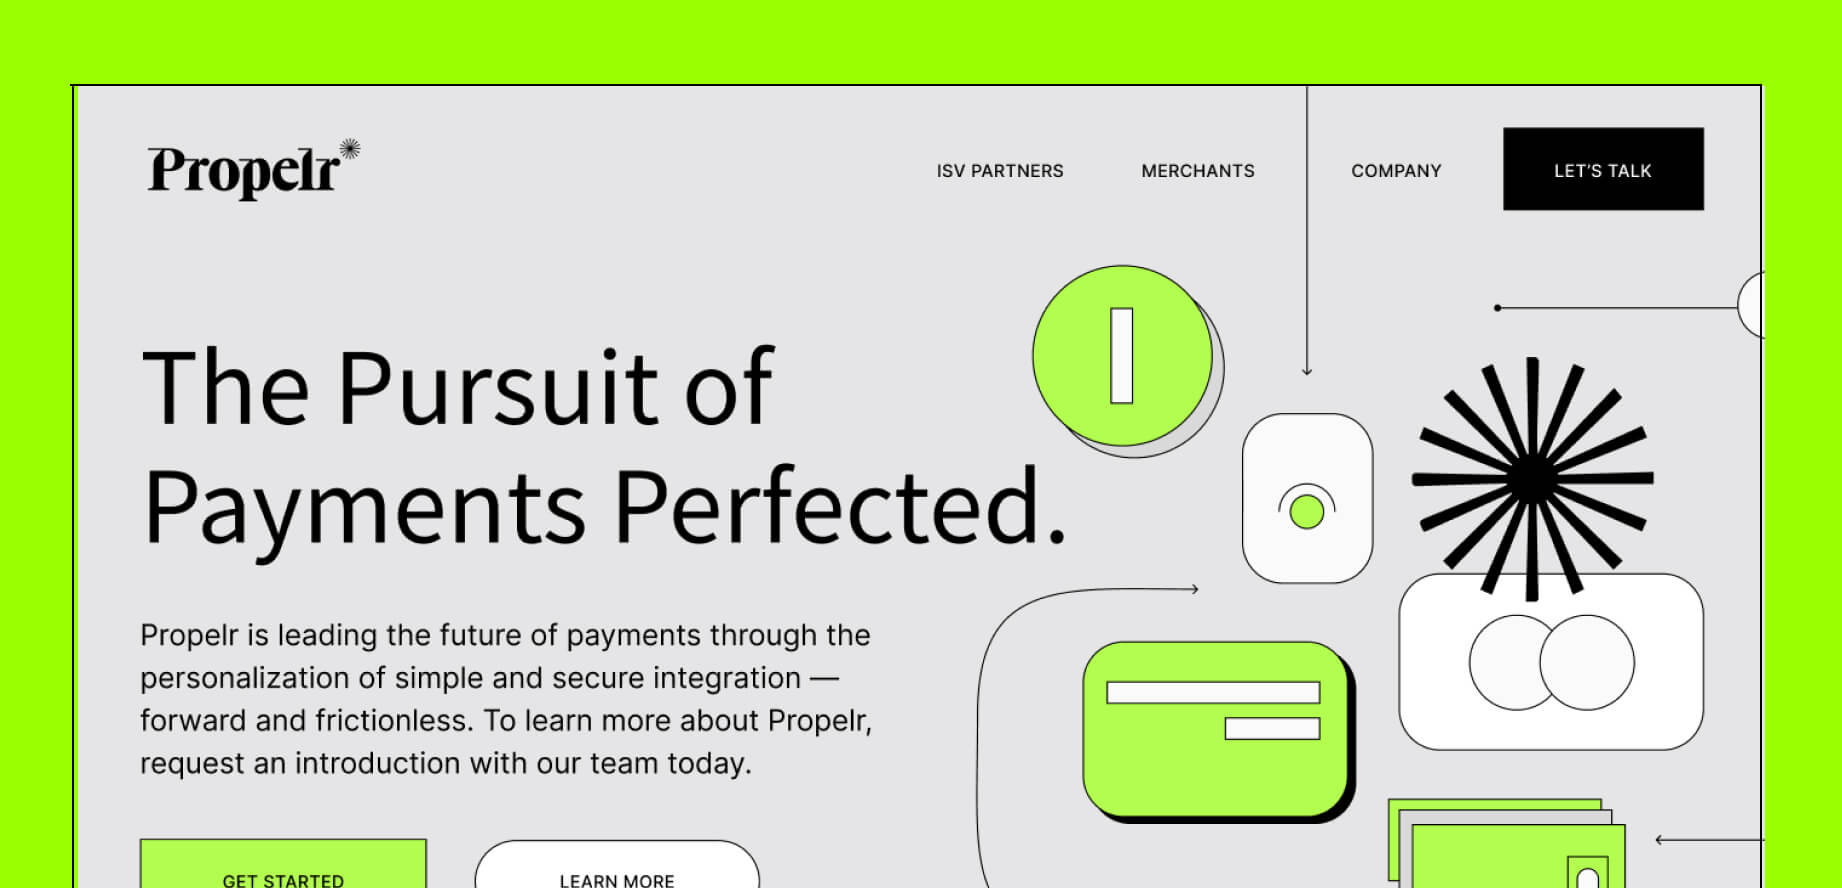 Propelr
ISV PARTNERS
MERCHANTS
COMPANY
LET'S TALK
The Pursuit of
Payments Perfected.
Propelr is leading the future of payments through the
personalization of simple and secure integration —
forward and frictionless. To learn more about Propelr,
request an introduction with our team today.
GET STARTED
LEARN MORE